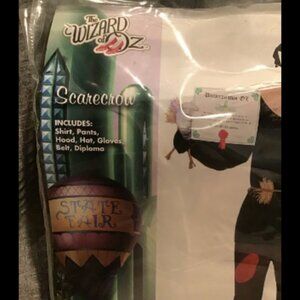 The
WIZARD
of OZ
Scarecrow
INCLUDES:
Shirt, Pants,
Hood, Hat, Gloves,
Belt, Diploma
STATE
FAIR